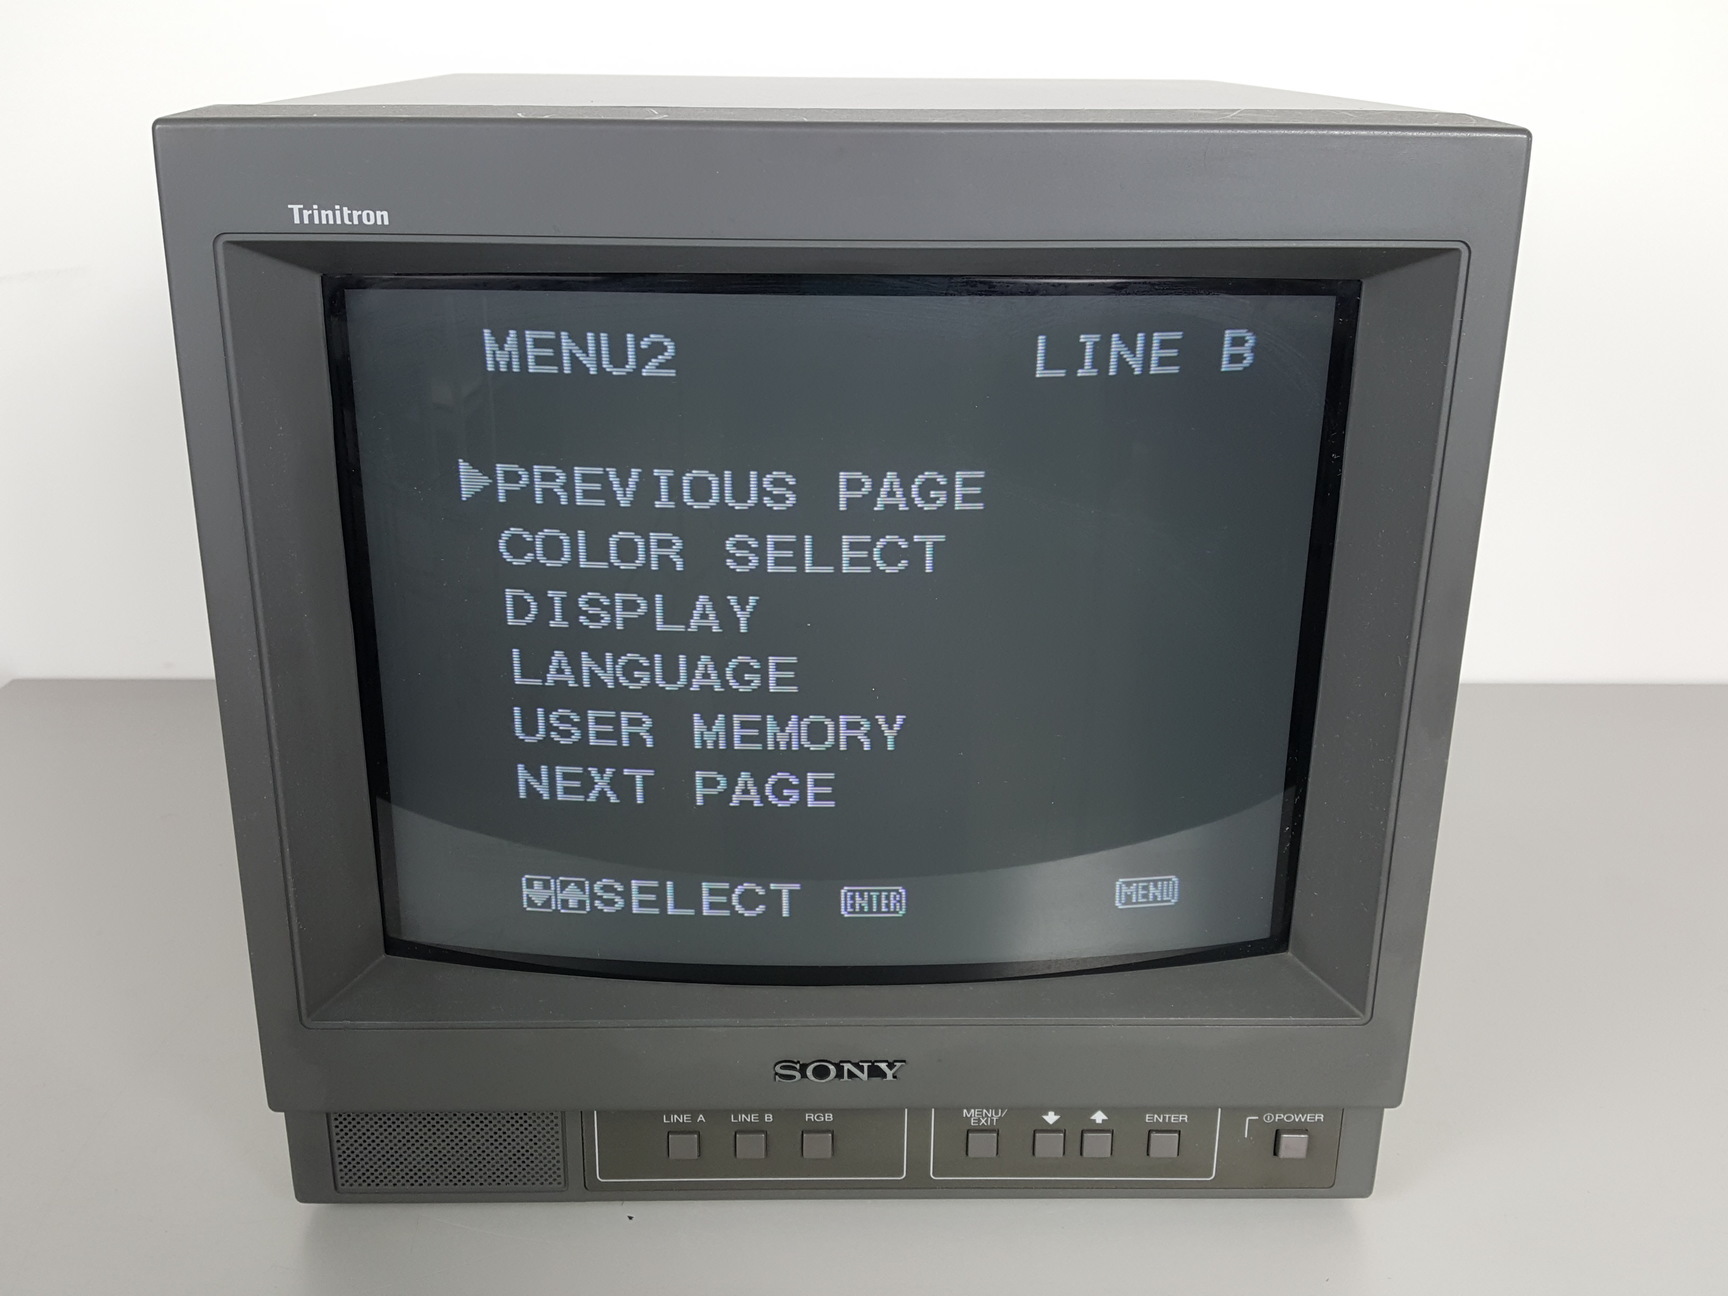 Trinitron
MENU2 LINE B
PREVIOUS PAGE
COLOR SELECT
DISPLAY
LANGUAGE
USER MEMORY
NEXT PAGE
SELECT ENTER MENU
SONY
LINE A LINE B RGB MENU/EXIT ENTER POWER